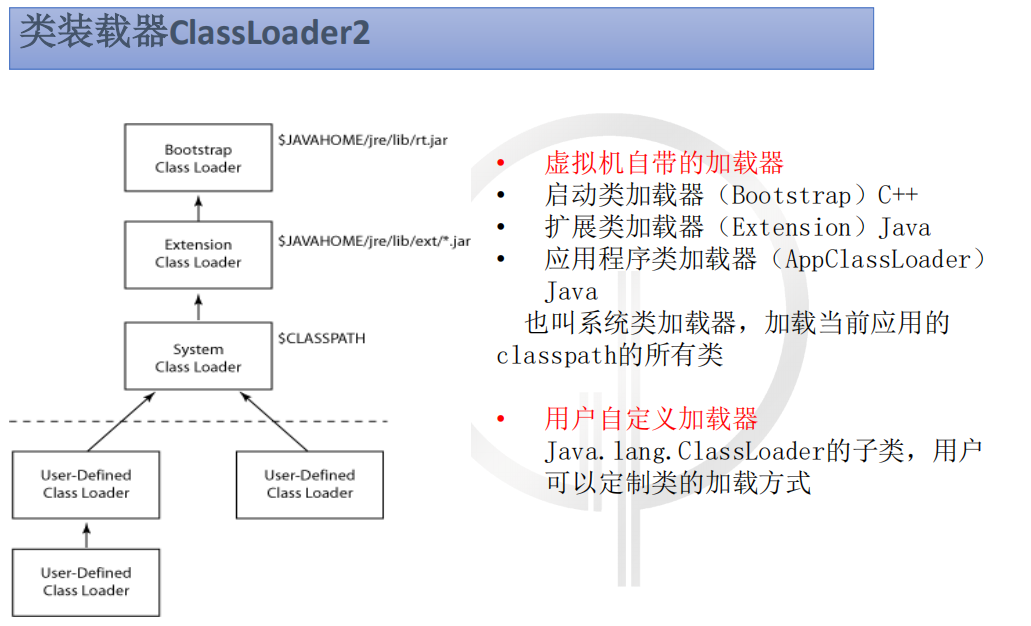 类装载器ClassLoader2
Bootstrap
Class Loader
$JAVAHOME/jre/lib/rt.jar
Extension
Class Loader
$JAVAHOME/jre/lib/ext/*.jar
System
Class Loader
$CLASSPATH
User-Defined
Class Loader
User-Defined
Class Loader
User-Defined
Class Loader
• 虚拟机自带的加载器
• 启动类加载器（Bootstrap）C++
• 扩展类加载器（Extension）Java
• 应用程序类加载器（AppClassLoader）
Java
也叫系统类加载器，加载当前应用的
classpath的所有类
• 用户自定义加载器
Java.lang.ClassLoader的子类，用户
可以定制类的加载方式